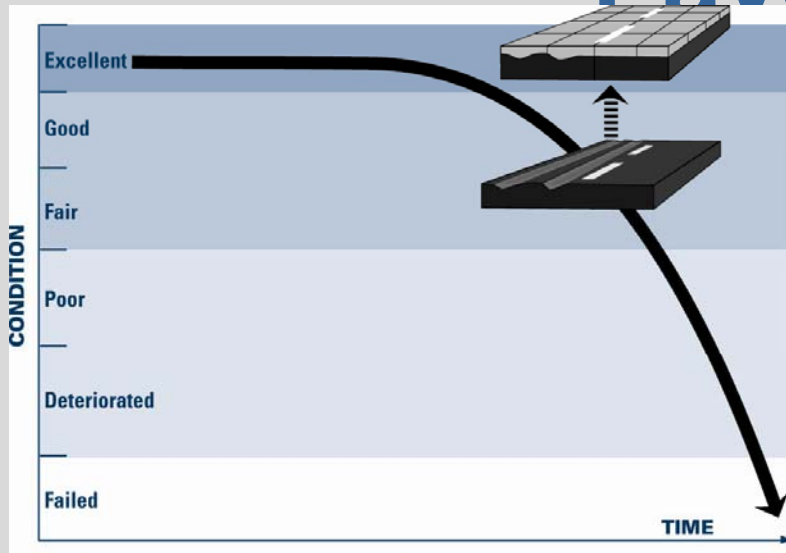 Excellent
Good
Fair
Poor
Deteriorated
Failed
CONDITION
TIME